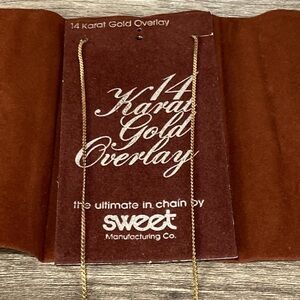 14 Karat Gold Overlay
14
Karat
Gold
Overlay
the ultimate in chain by
sweet
Manufacturing Co.